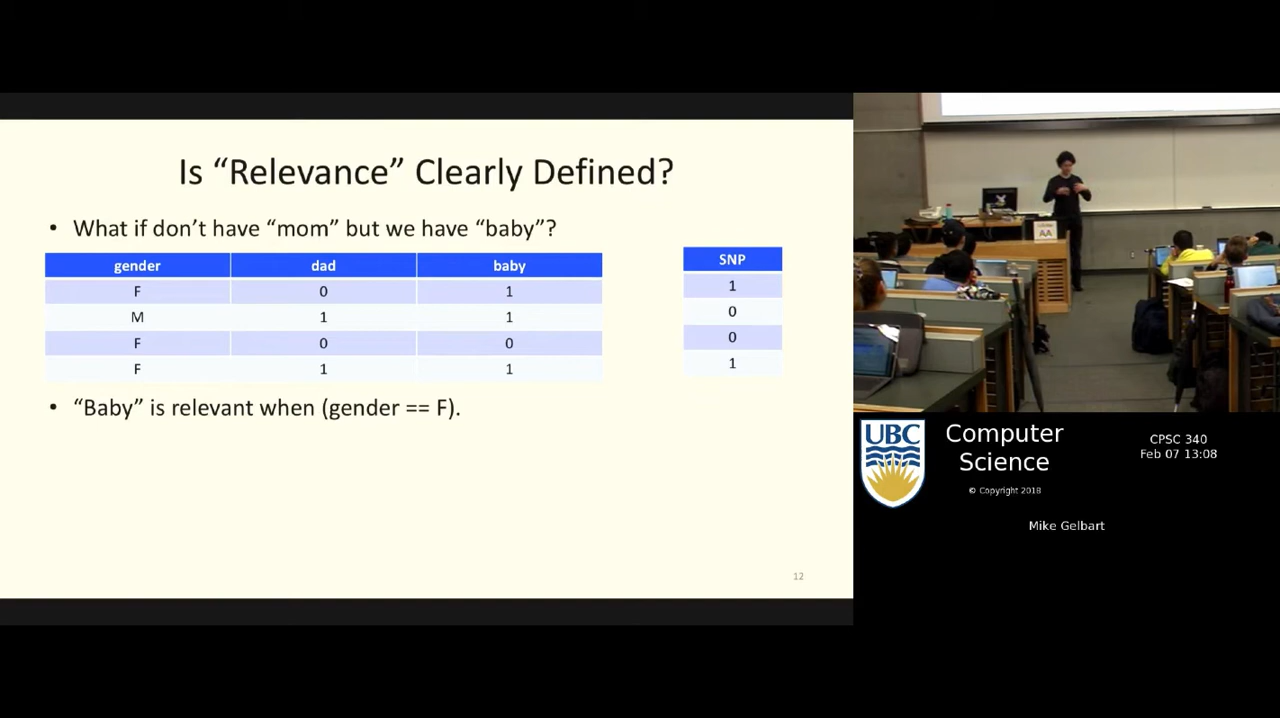 Is “Relevance” Clearly Defined?
• What if don’t have “mom” but we have “baby”?
gender dad baby
F 0 1
M 1 1
F 0 0
F 1 1
SNP
1
0
0
1
• “Baby” is relevant when (gender == F).
12
AA
UBC
Computer
Science
© Copyright 2018
CPSC 340
Feb 07 13:08
Mike Gelbart